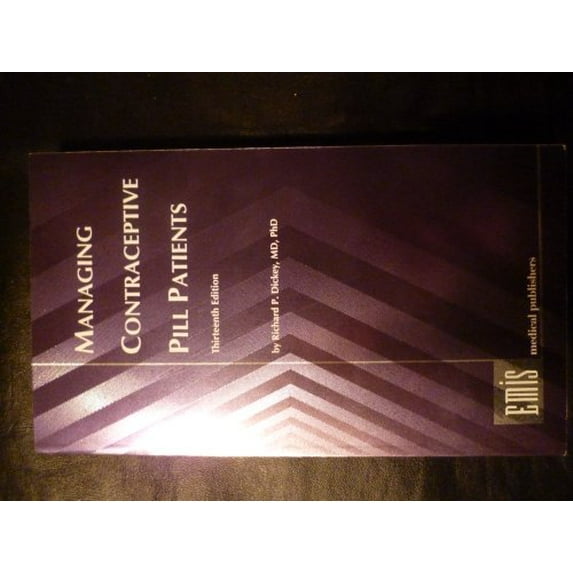 MANAGING
CONTRACEPTIVE
PILL PATIENTS
Thirteenth Edition
by Richard P. Dickey, MD, PhD
EMIS
medical publishers